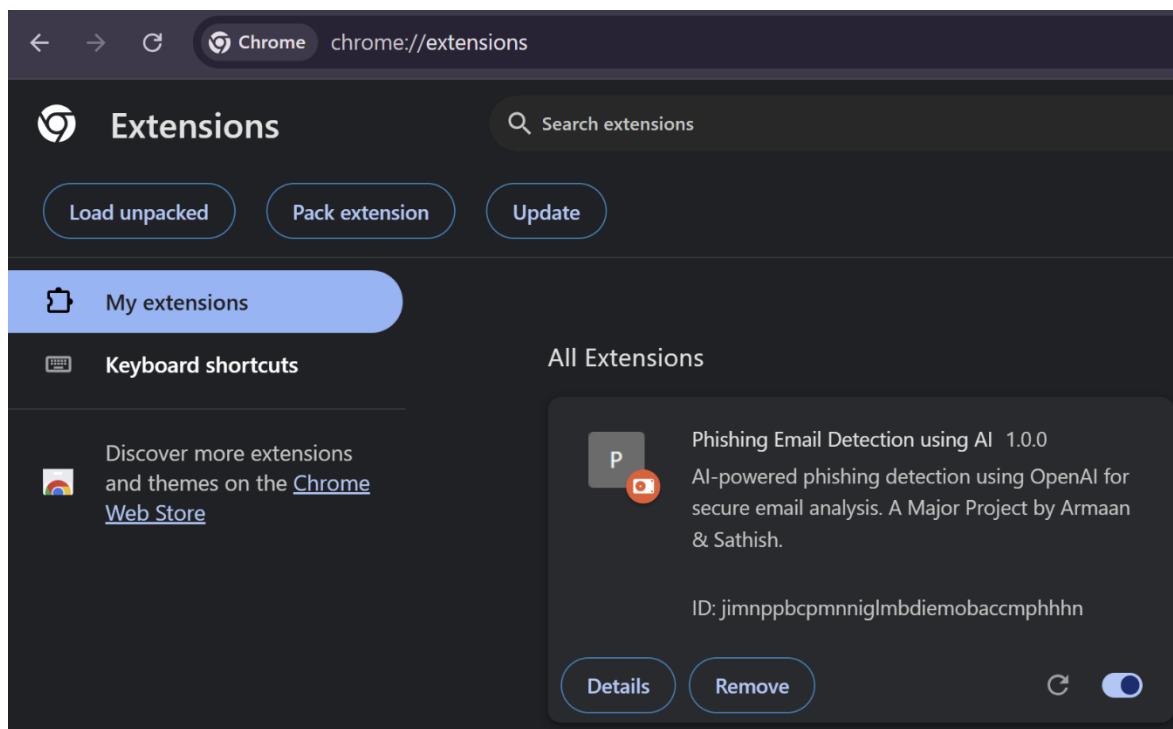 Chrome chrome://extensions
Extensions
Search extensions
Load unpacked
Pack extension
Update
My extensions
Keyboard shortcuts
Discover more extensions
and themes on the Chrome
Web Store
All Extensions
P
Phishing Email Detection using AI 1.0.0
AI-powered phishing detection using OpenAI for
secure email analysis. A Major Project by Armaan
& Sathish.
ID: jimnppbcpmnniglmbdiemobaccmphhhn
Details
Remove